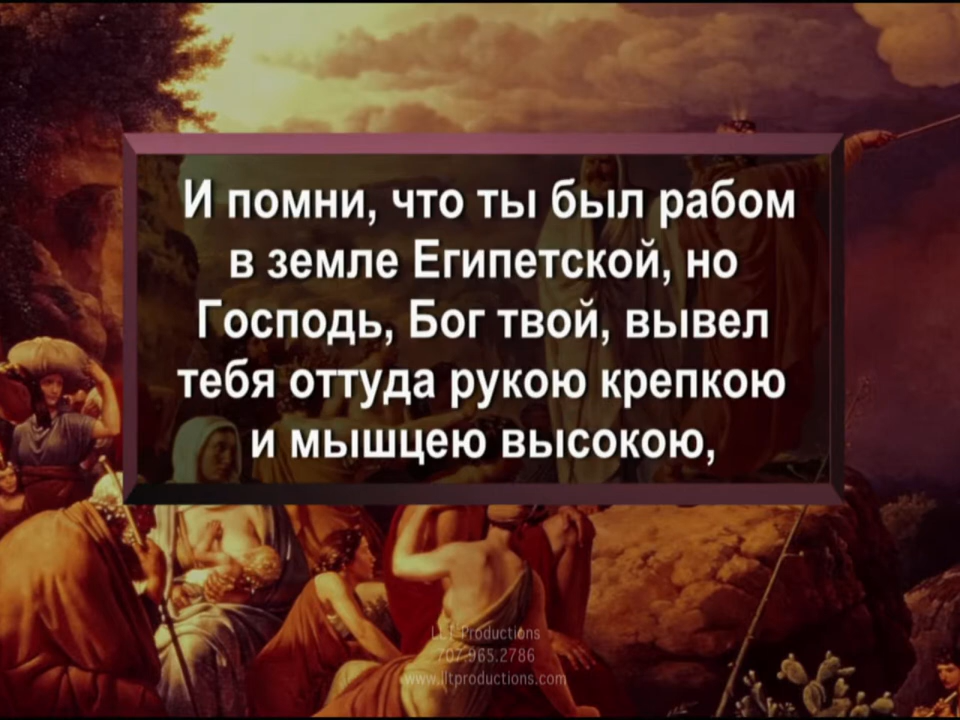 И помни, что ты был рабом
в земле Египетской, но
Господь, Бог твой, вывел
тебя оттуда рукою крепкою
и мышцею высокою,
LLT Productions
707.965.2786
www.lltproductions.com